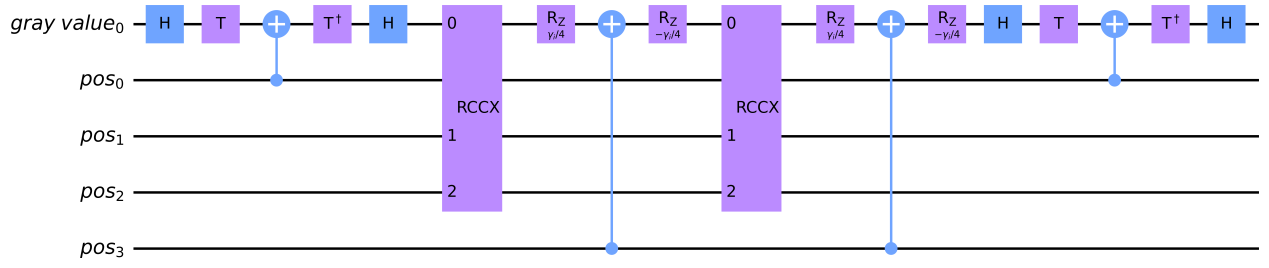 gray value₀ H T T† H 0 R_Z γᵢ/4 R_Z −γᵢ/4 0 R_Z γᵢ/4 R_Z −γᵢ/4 H T T† H
pos₀
RCCX RCCX
pos₁ 1 1
pos₂ 2 2
pos₃